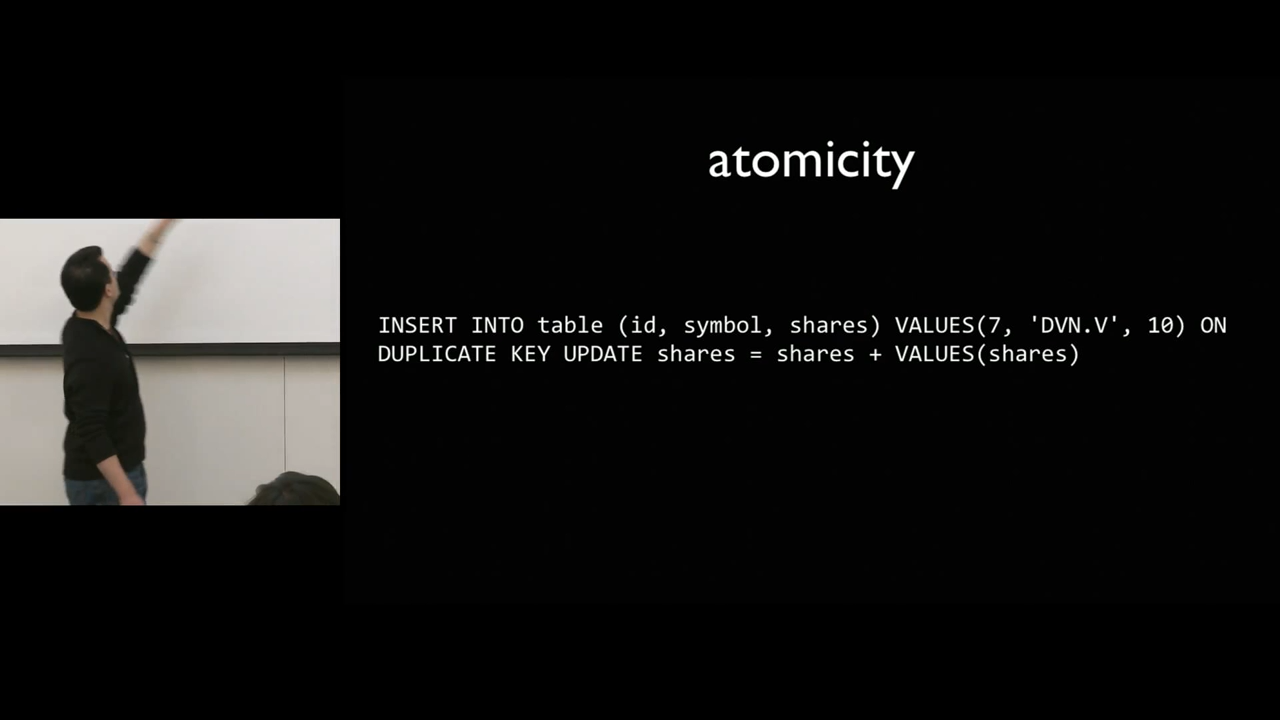 atomicity
INSERT INTO table (id, symbol, shares) VALUES(7, 'DVN.V', 10) ON
DUPLICATE KEY UPDATE shares = shares + VALUES(shares)